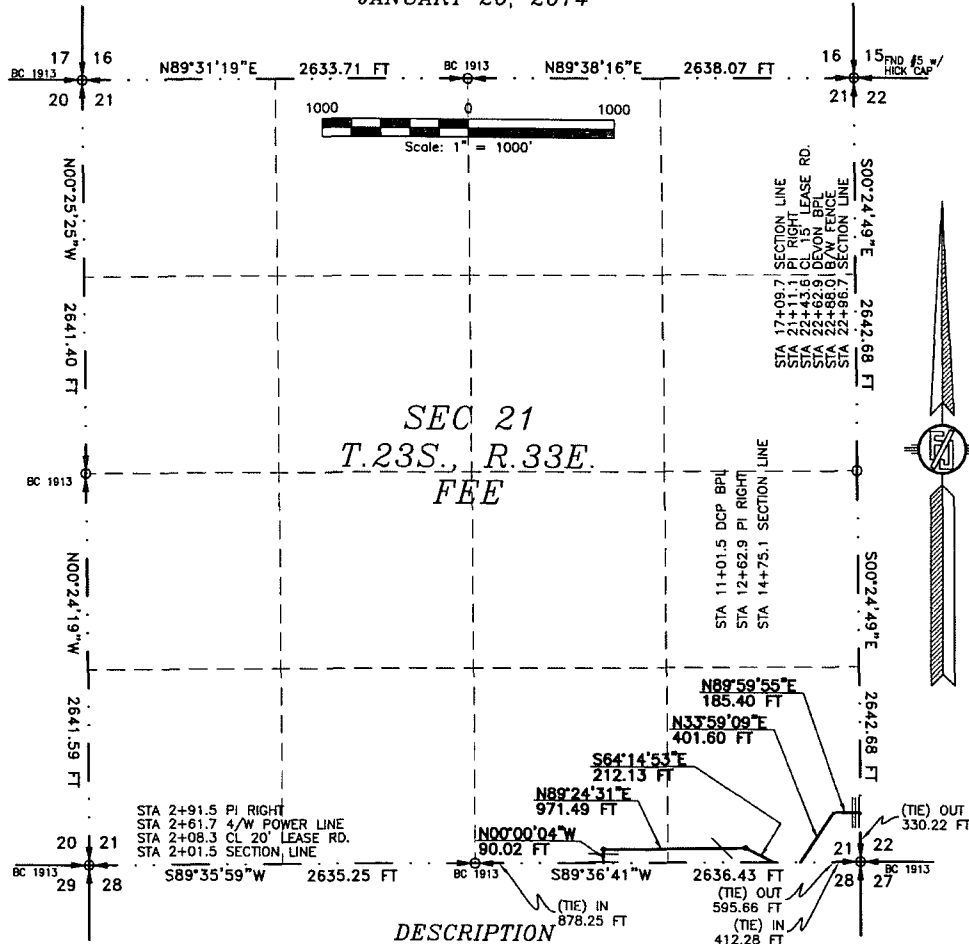 JANUARY 20, 2014
17 16
16 15
FND #5 w/
HICK CAP
BC 1913
N89°31'19"E 2633.71 FT
BC 1913
N89°38'16"E 2638.07 FT
20 21
21 22
1000 0 1000
Scale: 1" = 1000'
N00°25'25"W 2641.40 FT
S00°24'49"E 2642.68 FT
STA 17+09.7 SECTION LINE
STA 21+11.1 PI RIGHT
STA 22+43.6 CL 15' LEASE RD.
STA 22+62.9 DEVON BPL
STA 22+88.0 B/W FENCE
STA 22+96.7 SECTION LINE
SEC 21
T.23S., R.33E.
FEE
BC 1913
STA 11+01.5 DCP BPL
STA 12+62.9 PI RIGHT
STA 14+75.1 SECTION LINE
N00°24'19"W 2641.59 FT
S00°24'49"E 2642.68 FT
N89°59'55"E
185.40 FT
N33°59'09"E
401.60 FT
S64°14'53"E
212.13 FT
N89°24'31"E
971.49 FT
N00°00'04"W
90.02 FT
STA 2+91.5 PI RIGHT
STA 2+61.7 4/W POWER LINE
STA 2+08.3 CL 20' LEASE RD.
STA 2+01.5 SECTION LINE
(TIE) OUT
330.22 FT
20 21
21 22
29 28
28 27
BC 1913
S89°35'59"W 2635.25 FT
BC 1913
S89°36'41"W 2636.43 FT
(TIE) IN
878.25 FT
(TIE) OUT
595.66 FT
(TIE) IN
412.28 FT
DESCRIPTION